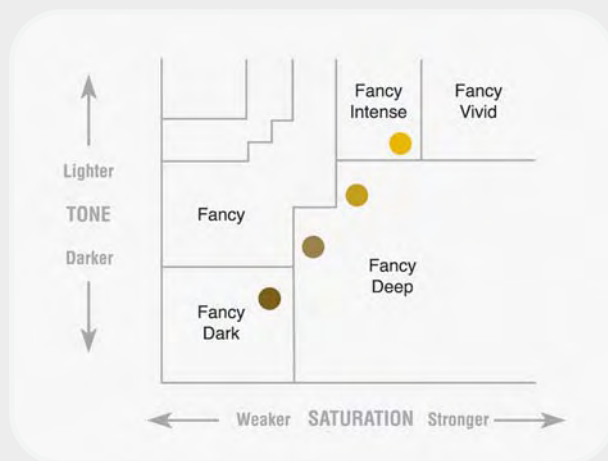 Fancy
Intense
Fancy
Vivid
Lighter
TONE
Darker
Fancy
Fancy
Deep
Fancy
Dark
Weaker SATURATION Stronger